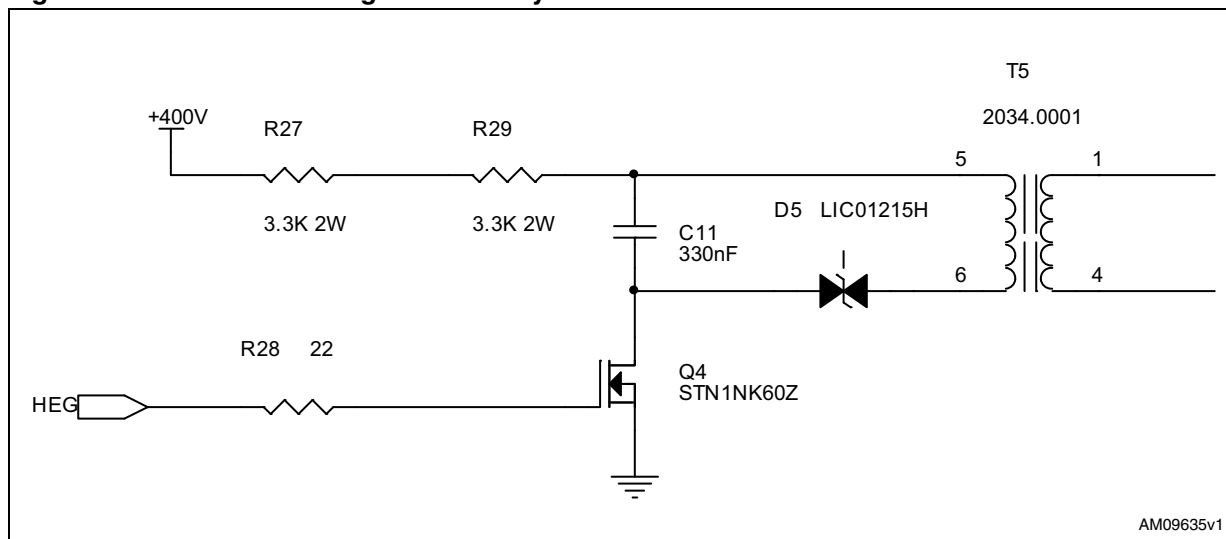 T5
2034.0001
+400V
R27
R29
5
1
3.3K 2W
3.3K 2W
D5 LIC01215H
C11
330nF
6
4
R28 22
Q4
STN1NK60Z
HEG
AM09635v1